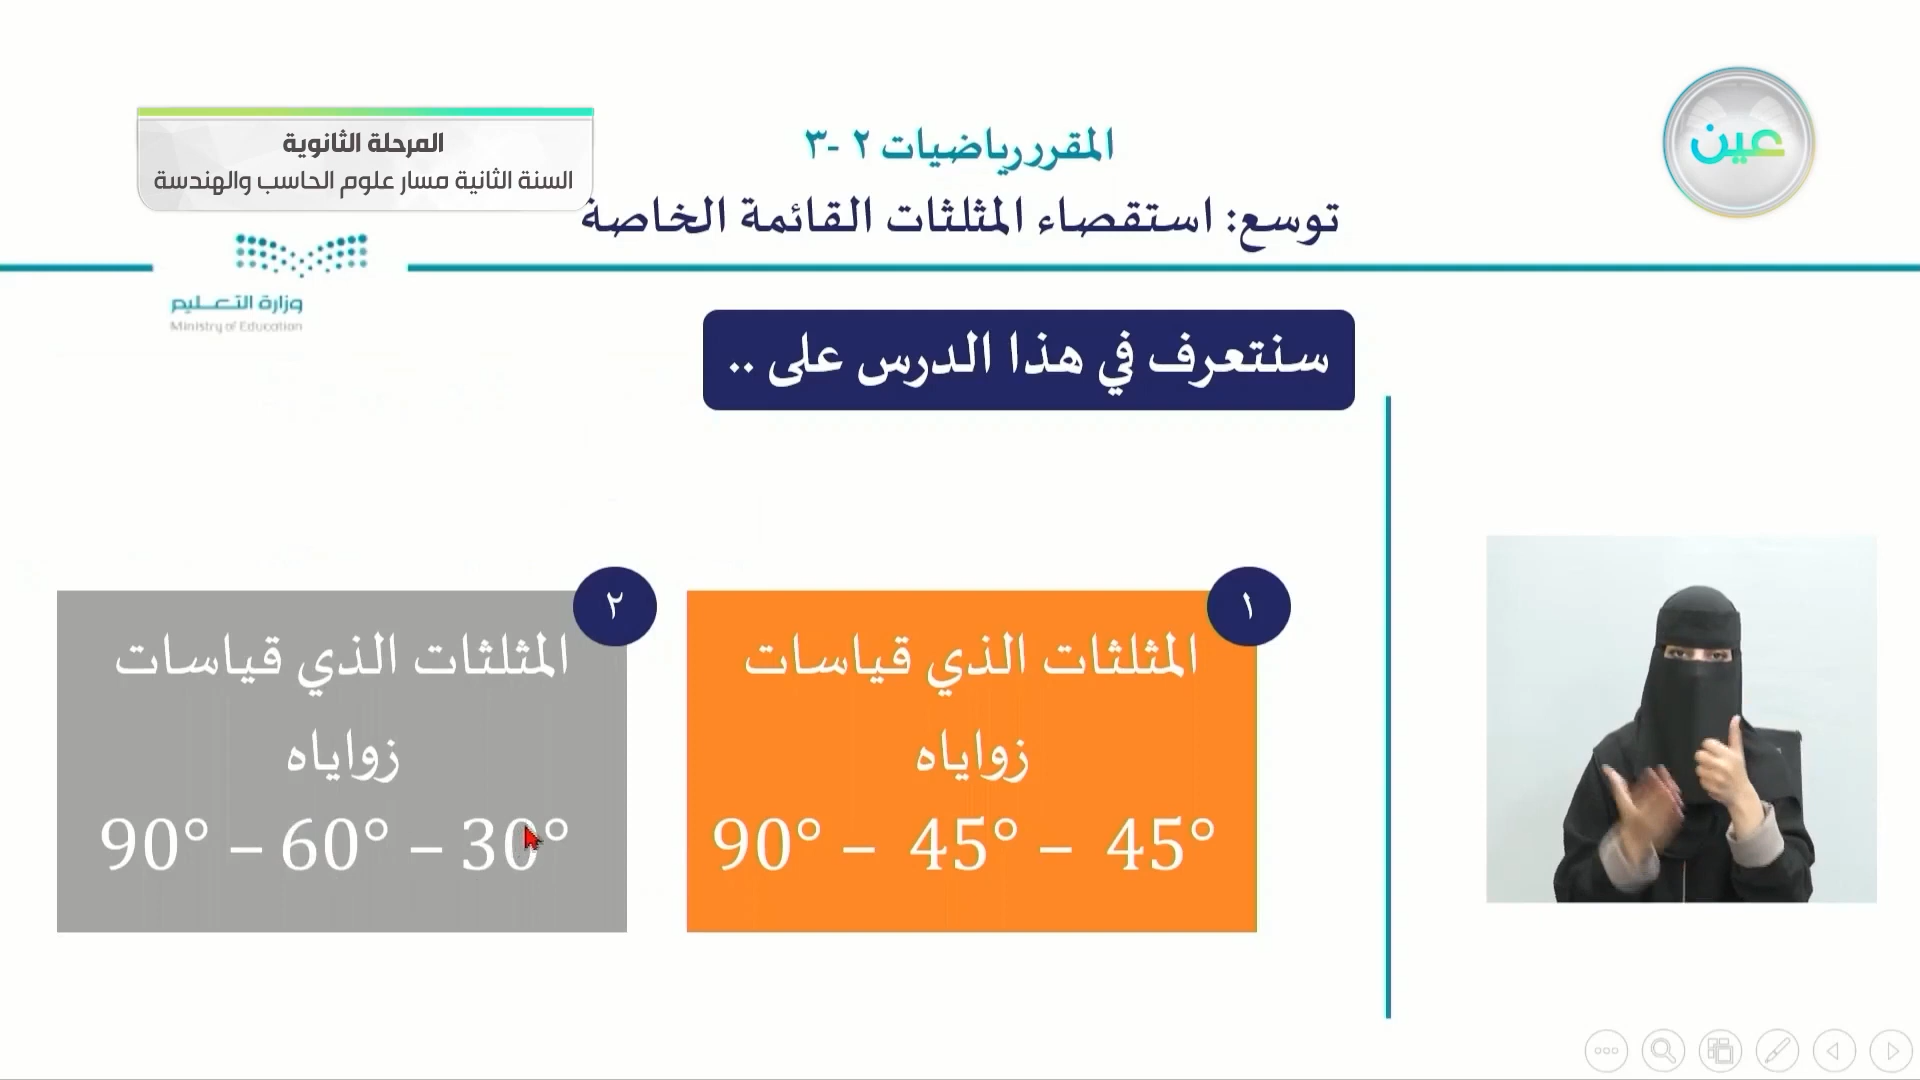 عين
المقرر رياضيات ٢ -٣
توسع: استقصاء المثلثات القائمة الخاصة
المرحلة الثانوية
السنة الثانية مسار علوم الحاسب والهندسة
وزارة التعليم
Ministry of Education
سنتعرف في هذا الدرس على ..
١
المثلثات الذي قياسات
زواياه
90° – 45° – 45°
٢
المثلثات الذي قياسات
زواياه
90° – 60° – 30°